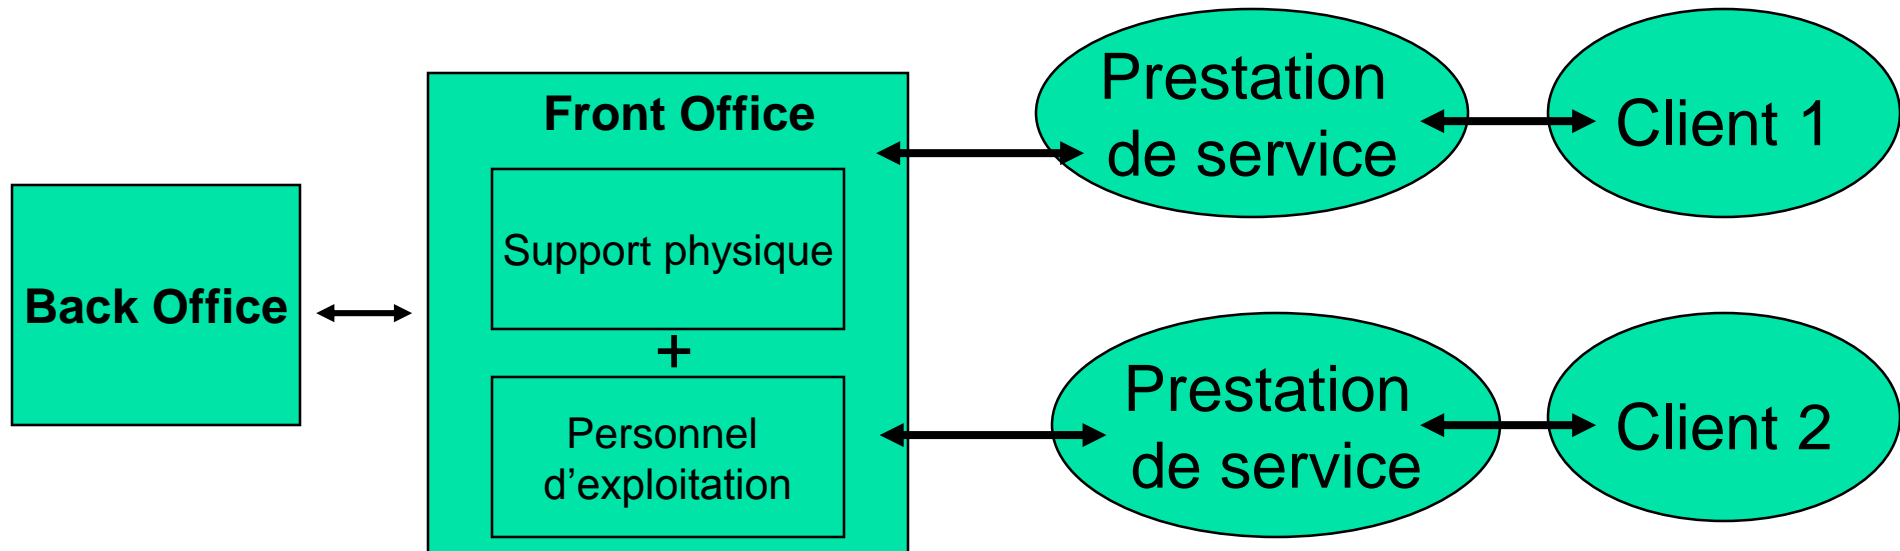 Back Office
Front Office
Support physique
+
Personnel
d’exploitation
Prestation
de service
Client 1
Prestation
de service
Client 2